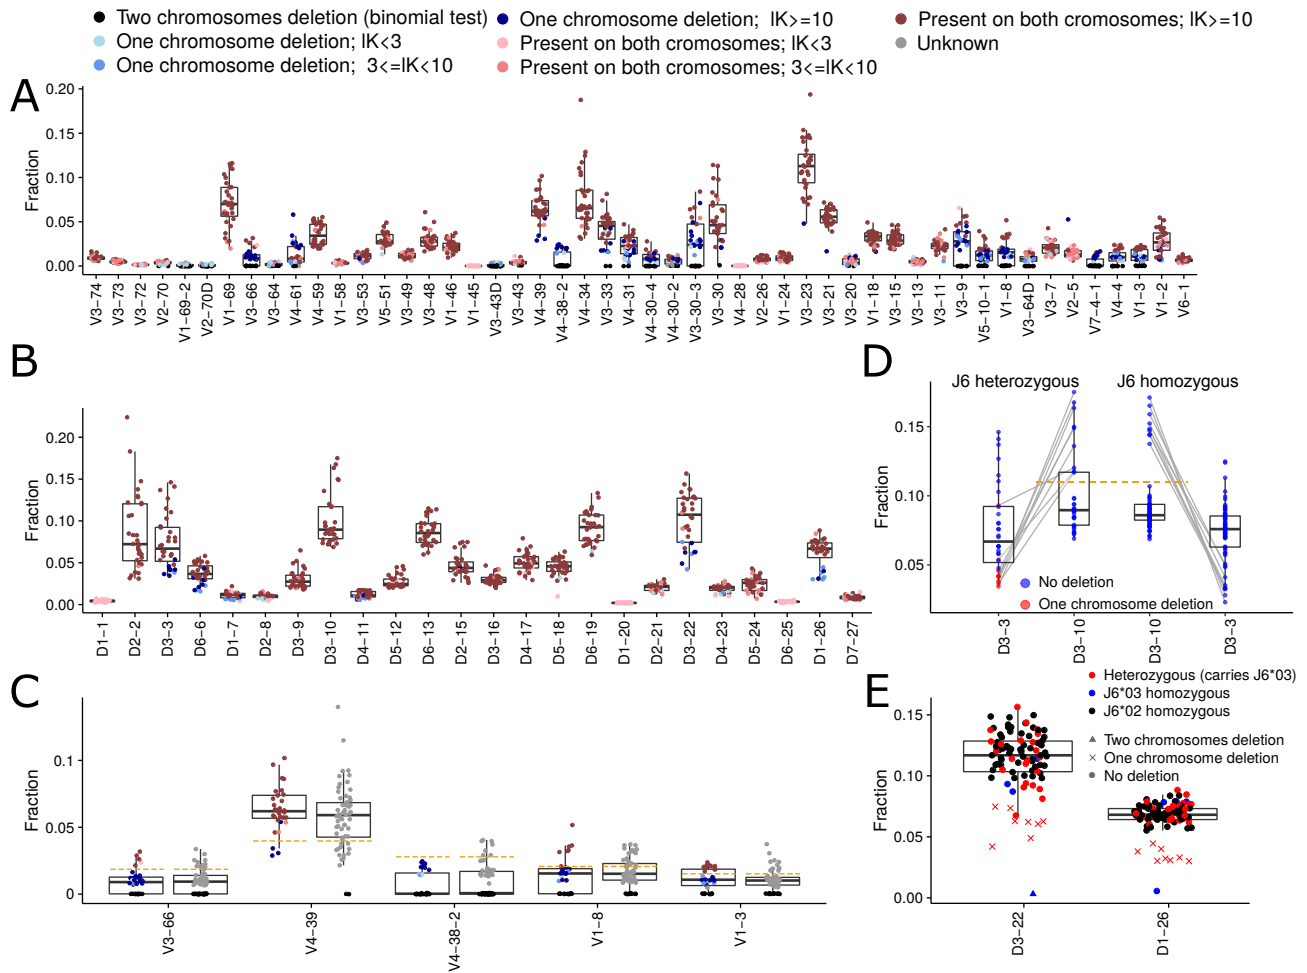 Two chromosomes deletion (binomial test)
One chromosome deletion; lK<3
One chromosome deletion; 3<=lK<10
One chromosome deletion; lK>=10
Present on both cromosomes; lK<3
Present on both cromosomes; 3<=lK<10
Present on both cromosomes; lK>=10
Unknown
A
Fraction
0.20
0.15
0.10
0.05
0.00
V3−74
V3−73
V3−72
V2−70
V1−69−2
V2−70D
V1−69
V3−66
V3−64
V4−61
V4−59
V1−58
V3−53
V5−51
V3−49
V3−48
V1−46
V1−45
V3−43D
V3−43
V4−39
V4−38−2
V4−34
V3−33
V4−31
V4−30−4
V4−30−2
V3−30−3
V3−30
V4−28
V2−26
V1−24
V3−23
V3−21
V3−20
V1−18
V3−15
V3−13
V3−11
V3−9
V5−10−1
V1−8
V3−64D
V3−7
V2−5
V7−4−1
V4−4
V1−3
V1−2
V6−1
B
Fraction
0.20
0.15
0.10
0.05
0.00
D1−1
D2−2
D3−3
D6−6
D1−7
D2−8
D3−9
D3−10
D4−11
D5−12
D6−13
D2−15
D3−16
D4−17
D5−18
D6−19
D1−20
D2−21
D3−22
D4−23
D5−24
D6−25
D1−26
D7−27
C
Fraction
0.1
0.05
0
V3−66
V4−39
V4−38−2
V1−8
V1−3
D
J6 heterozygous
J6 homozygous
Fraction
0.15
0.10
0.05
No deletion
One chromosome deletion
D3−3
D3−10
D3−10
D3−3
E
Heterozygous (carries J6*03)
J6*03 homozygous
J6*02 homozygous
Two chromosomes deletion
One chromosome deletion
No deletion
Fraction
0.15
0.10
0.05
0.00
D3−22
D1−26